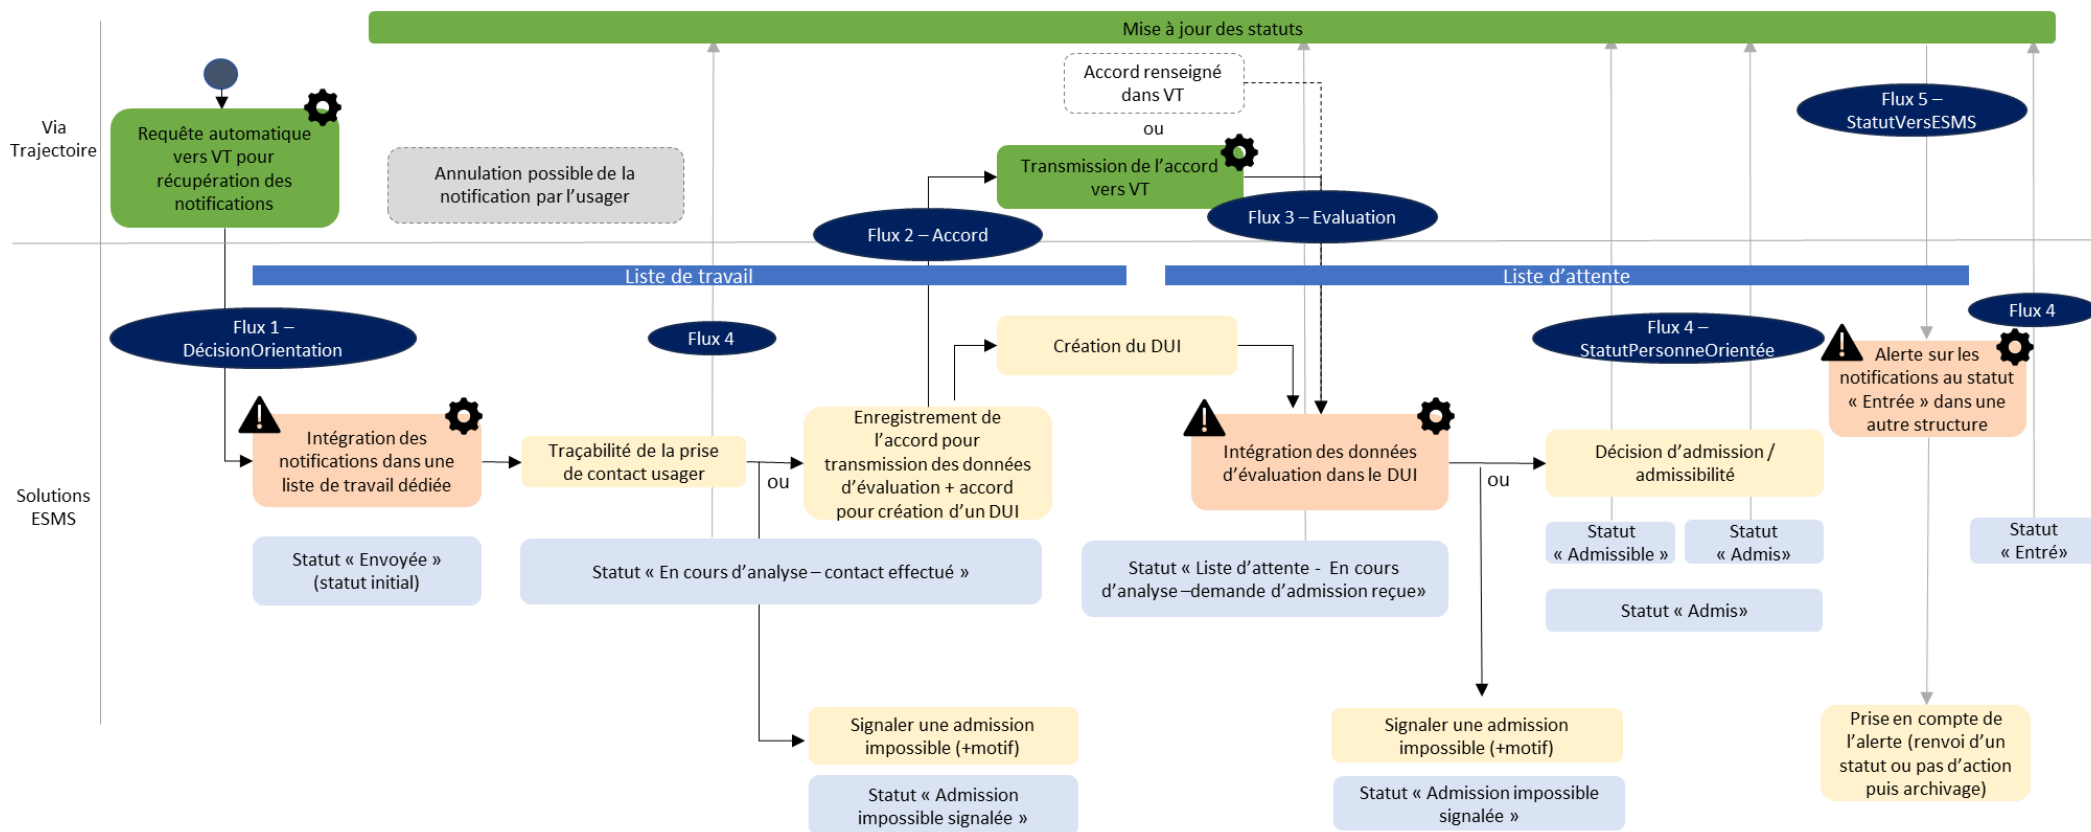 Mise à jour des statuts
Via
Trajectoire
Requête automatique
vers VT pour
récupération des
notifications
Annulation possible de la
notification par l'usager
Accord renseigné
dans VT
ou
Transmission de l'accord
vers VT
Flux 2 – Accord
Flux 3 – Evaluation
Flux 5 –
StatutVersESMS
Liste de travail
Liste d'attente
Solutions
ESMS
Flux 1 –
DécisionOrientation
Flux 4
Création du DUI
Flux 4 –
StatutPersonneOrientée
Flux 4
Intégration des
notifications dans une
liste de travail dédiée
Traçabilité de la prise
de contact usager
ou
Enregistrement de
l'accord pour
transmission des données
d'évaluation + accord
pour création d'un DUI
Intégration des données
d'évaluation dans le DUI
ou
Décision d'admission /
admissibilité
Alerte sur les
notifications au statut
« Entrée » dans une
autre structure
Statut « Envoyée »
(statut initial)
Statut « En cours d'analyse – contact effectué »
Statut « Liste d'attente - En cours
d'analyse –demande d'admission reçue»
Statut
« Admissible »
Statut
« Admis»
Statut « Admis»
Statut
« Entré»
Signaler une admission
impossible (+motif)
Statut « Admission
impossible signalée »
Signaler une admission
impossible (+motif)
Statut « Admission impossible
signalée »
Prise en compte de
l'alerte (renvoi d'un
statut ou pas d'action
puis archivage)